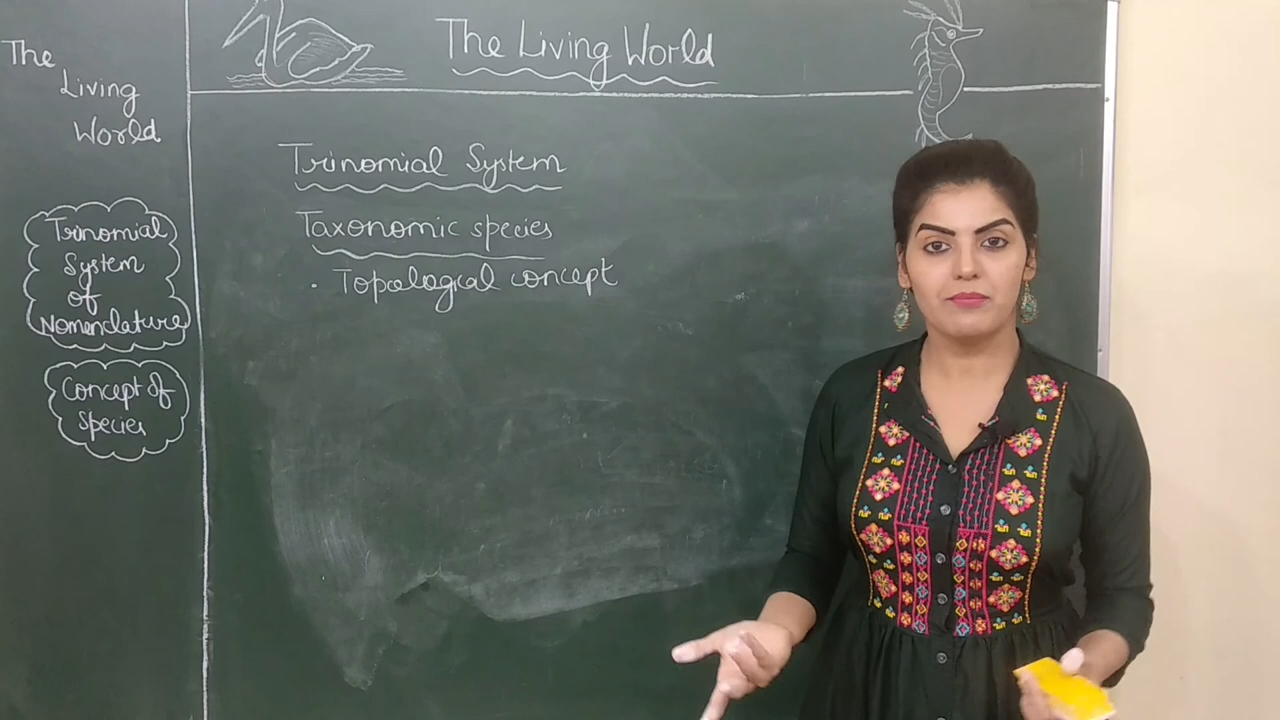 The
Living
World
Trinomial
System
of
Nomenclature
Concept of
Species
The Living World
Trinomial System
Taxonomic species
. Topological concept